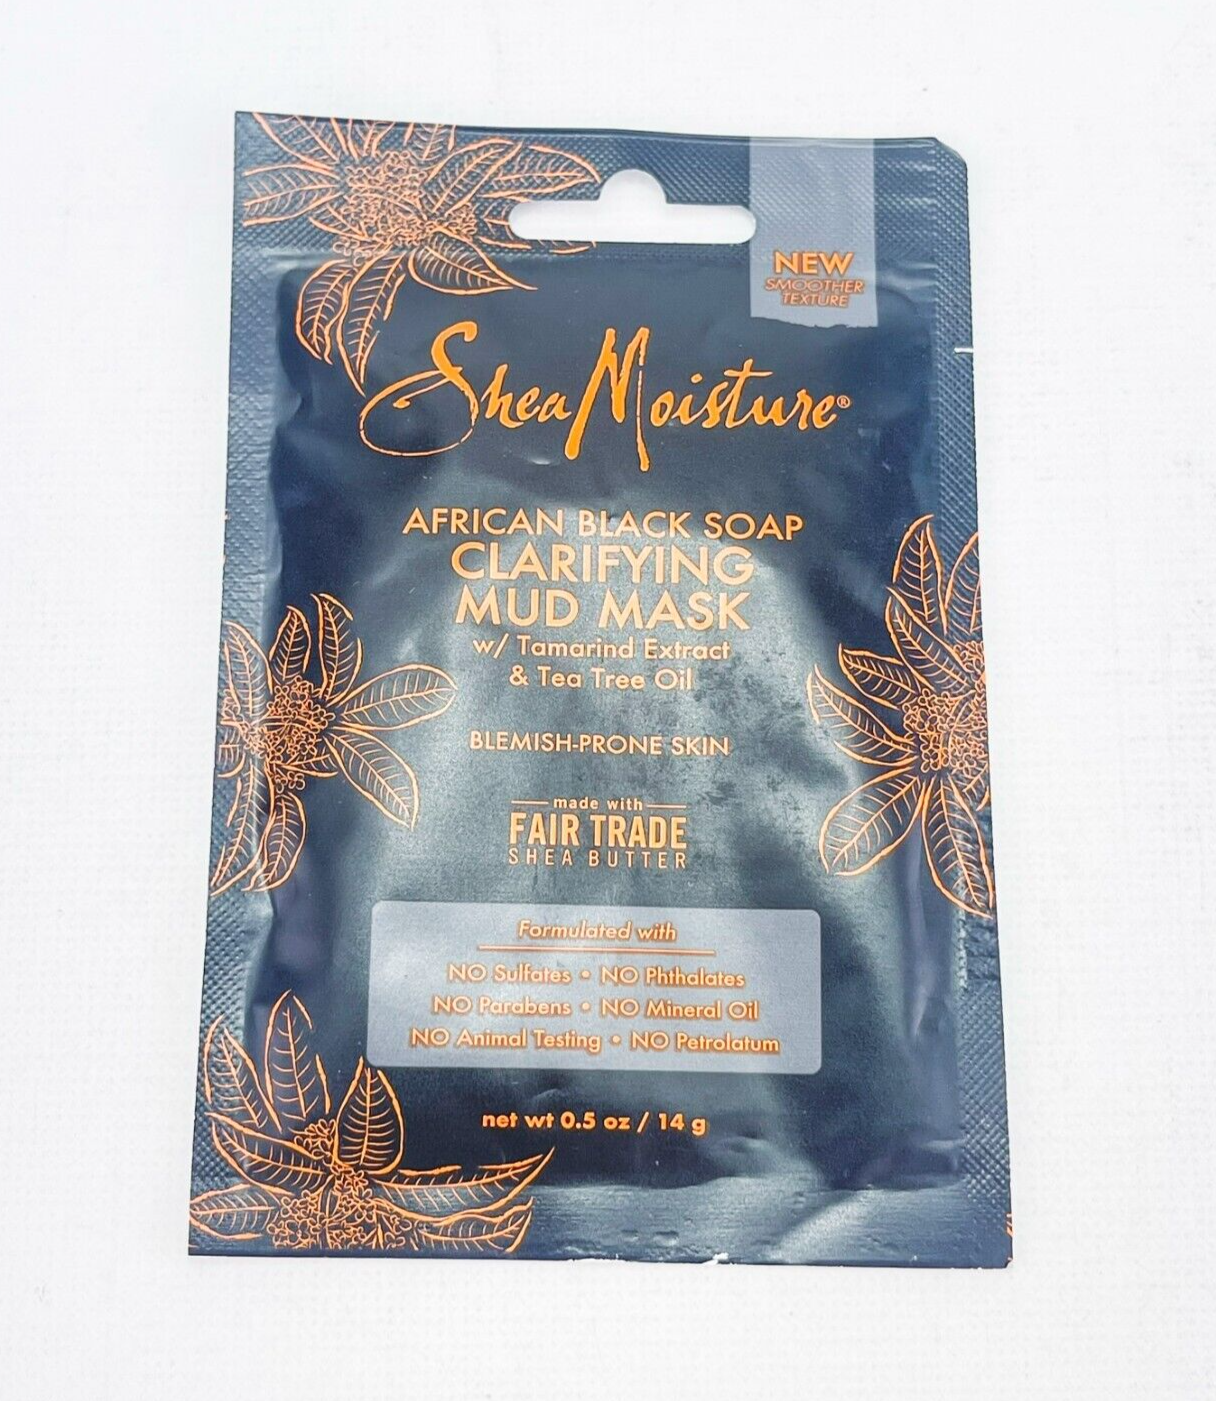 NEW
SMOOTHER
TEXTURE
SheaMoisture®
AFRICAN BLACK SOAP
CLARIFYING
MUD MASK
w/ Tamarind Extract
& Tea Tree Oil
BLEMISH-PRONE SKIN
made with
FAIR TRADE
SHEA BUTTER
Formulated with
NO Sulfates • NO Phthalates
NO Parabens • NO Mineral Oil
NO Animal Testing • NO Petrolatum
net wt 0.5 oz / 14 g